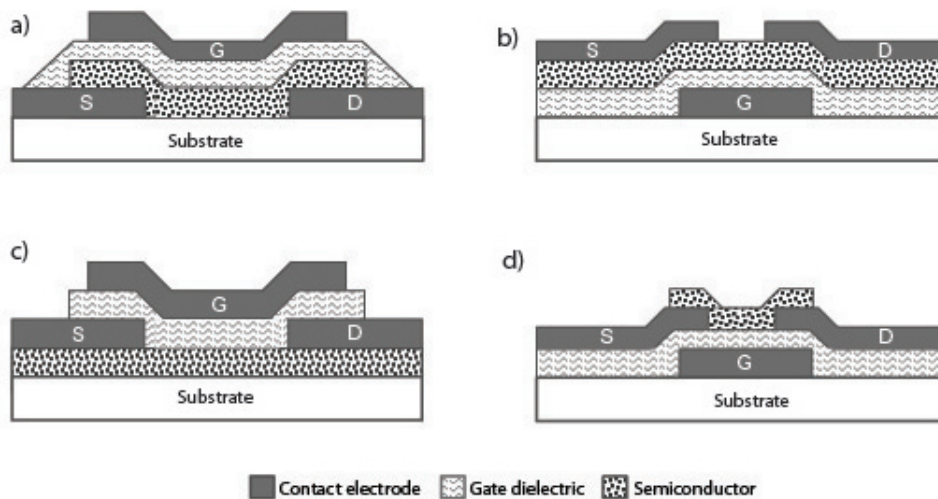 a)
G
S
D
Substrate
b)
S
D
G
Substrate
c)
G
S
D
Substrate
d)
S
D
G
Substrate
Contact electrode
Gate dielectric
Semiconductor